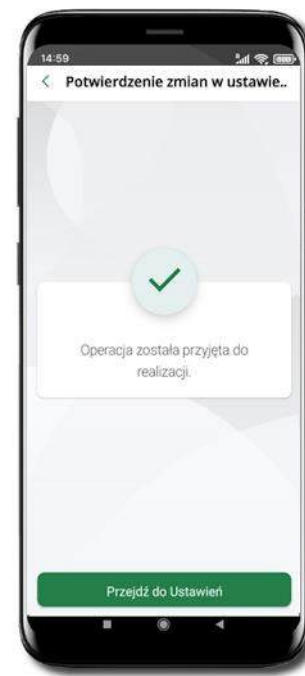 14:59
Potwierdzenie zmian w ustawie..
Operacja została przyjęta do
realizacji.
Przejdź do Ustawień